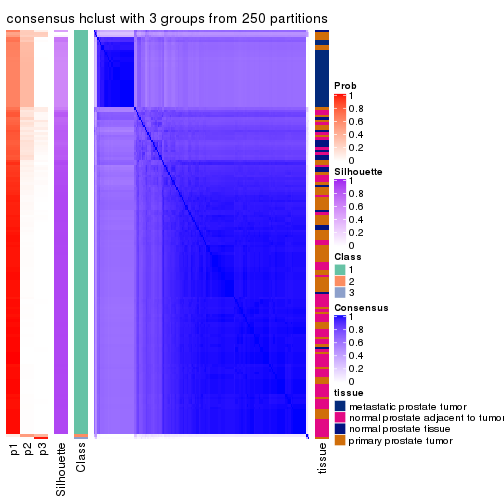 consensus hclust with 3 groups from 250 partitions
Prob
1
0.8
0.6
0.4
0.2
0
Silhouette
1
0.8
0.6
0.4
0.2
0
Class
1
2
3
Consensus
1
0.8
0.6
0.4
0.2
0
tissue
metastatic prostate tumor
normal prostate adjacent to tumor
normal prostate tissue
primary prostate tumor
p1
p2
p3
Silhouette
Class
tissue